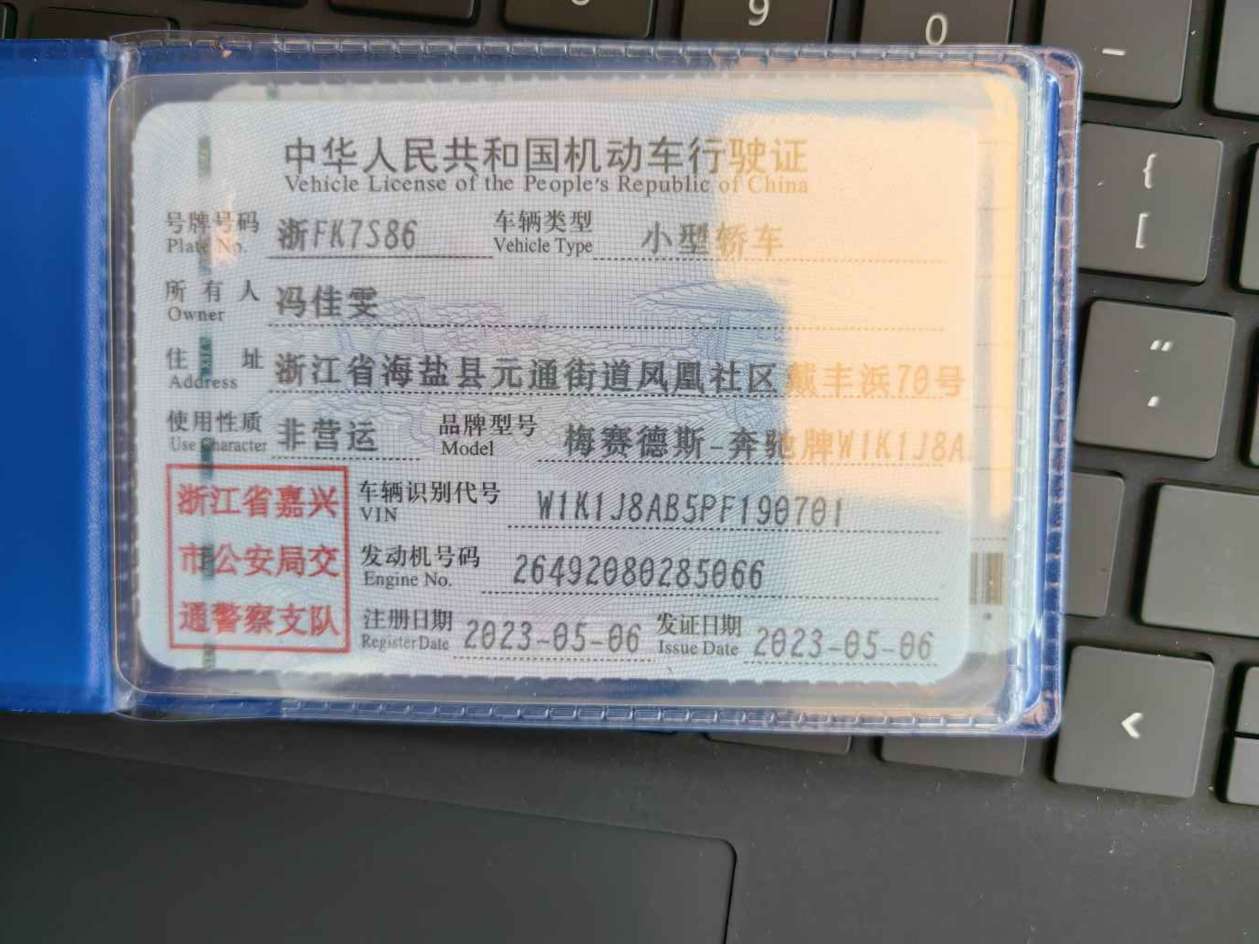 9
0
中华人民共和国机动车行驶证
Vehicle License of the People's Republic of China
号牌号码 浙FK7S86 车辆类型 小型轿车
Plate No. Vehicle Type
所有人 冯佳雯
Owner
住址 浙江省海盐县元通街道凤凰社区戴丰浜70号
Address
使用性质 非营运 品牌型号 梅赛德斯-奔驰牌W1K1J8A
Use Character Model
浙江省嘉兴
市公安局交
通警察支队
车辆识别代号 W1K1J8AB5PF190701
VIN
发动机号码 26492080285066
Engine No.
注册日期 2023-05-06 发证日期 2023-05-06
Register Date Issue Date
{
[
"
'
<